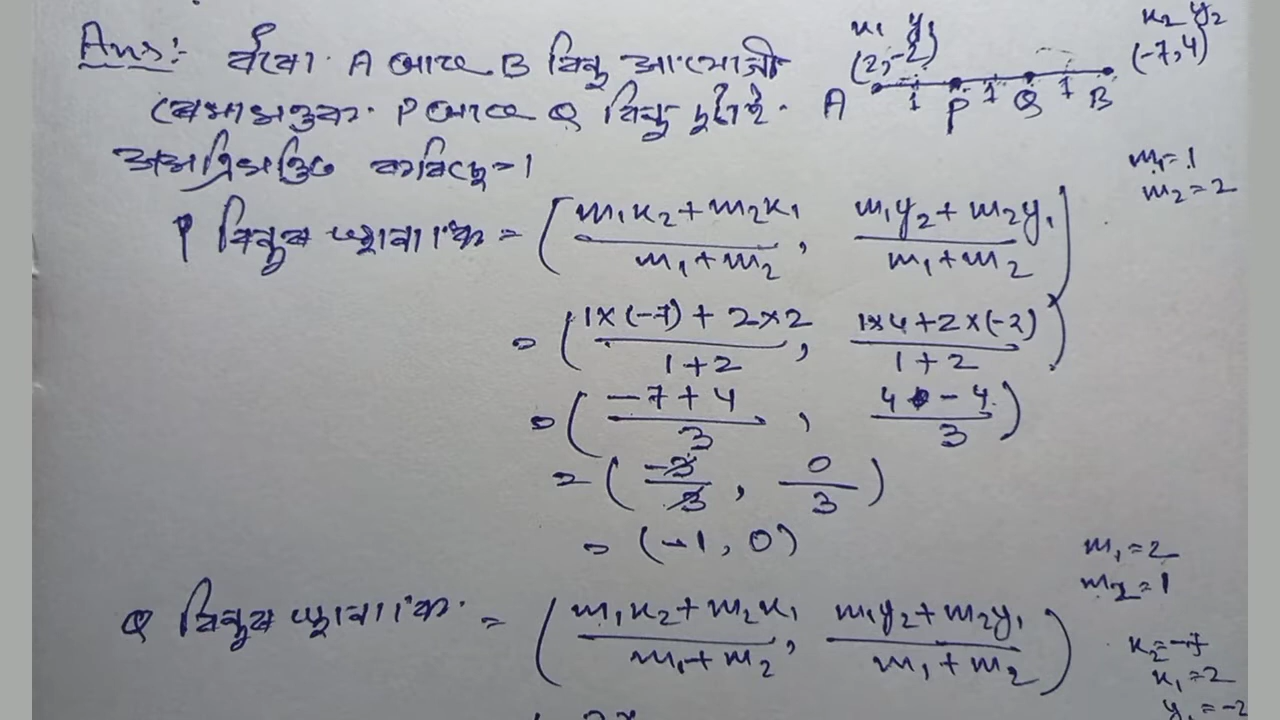 Ans:- ধৰো A আৰু B বিন্দু সংযোগী
ৰেখাখণ্ডক P আৰু Q বিন্দু দুটাই
সমত্ৰিখণ্ডিত কৰিছে।
x₁ y₁
(2,-2)
x₂ y₂
(-7,4)
A 1 P 1 Q 1 B
m₁=1
m₂=2
P বিন্দুৰ স্থানাংক = ( (m₁x₂+m₂x₁)/(m₁+m₂), (m₁y₂+m₂y₁)/(m₁+m₂) )
= ( (1×(-7)+2×2)/(1+2), (1×4+2×(-2))/(1+2) )
= ( (-7+4)/3, (4-4)/3 )
= ( -3/3, 0/3 )
= (-1,0)
m₁=2
m₂=1
Q বিন্দুৰ স্থানাংক = ( (m₁x₂+m₂x₁)/(m₁+m₂), (m₁y₂+m₂y₁)/(m₁+m₂) )
x₂=-7
x₁=2
y₁=-2